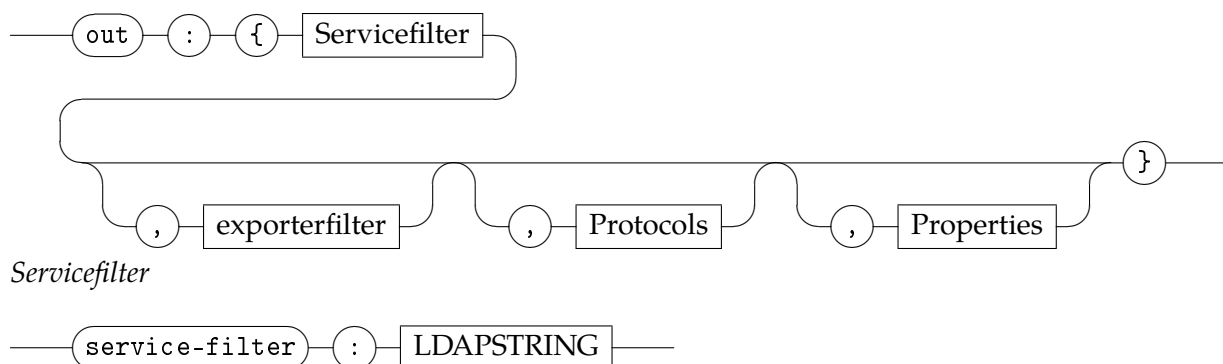 out : { Servicefilter
, exporterfilter , Protocols , Properties }
Servicefilter
service-filter : LDAPSTRING